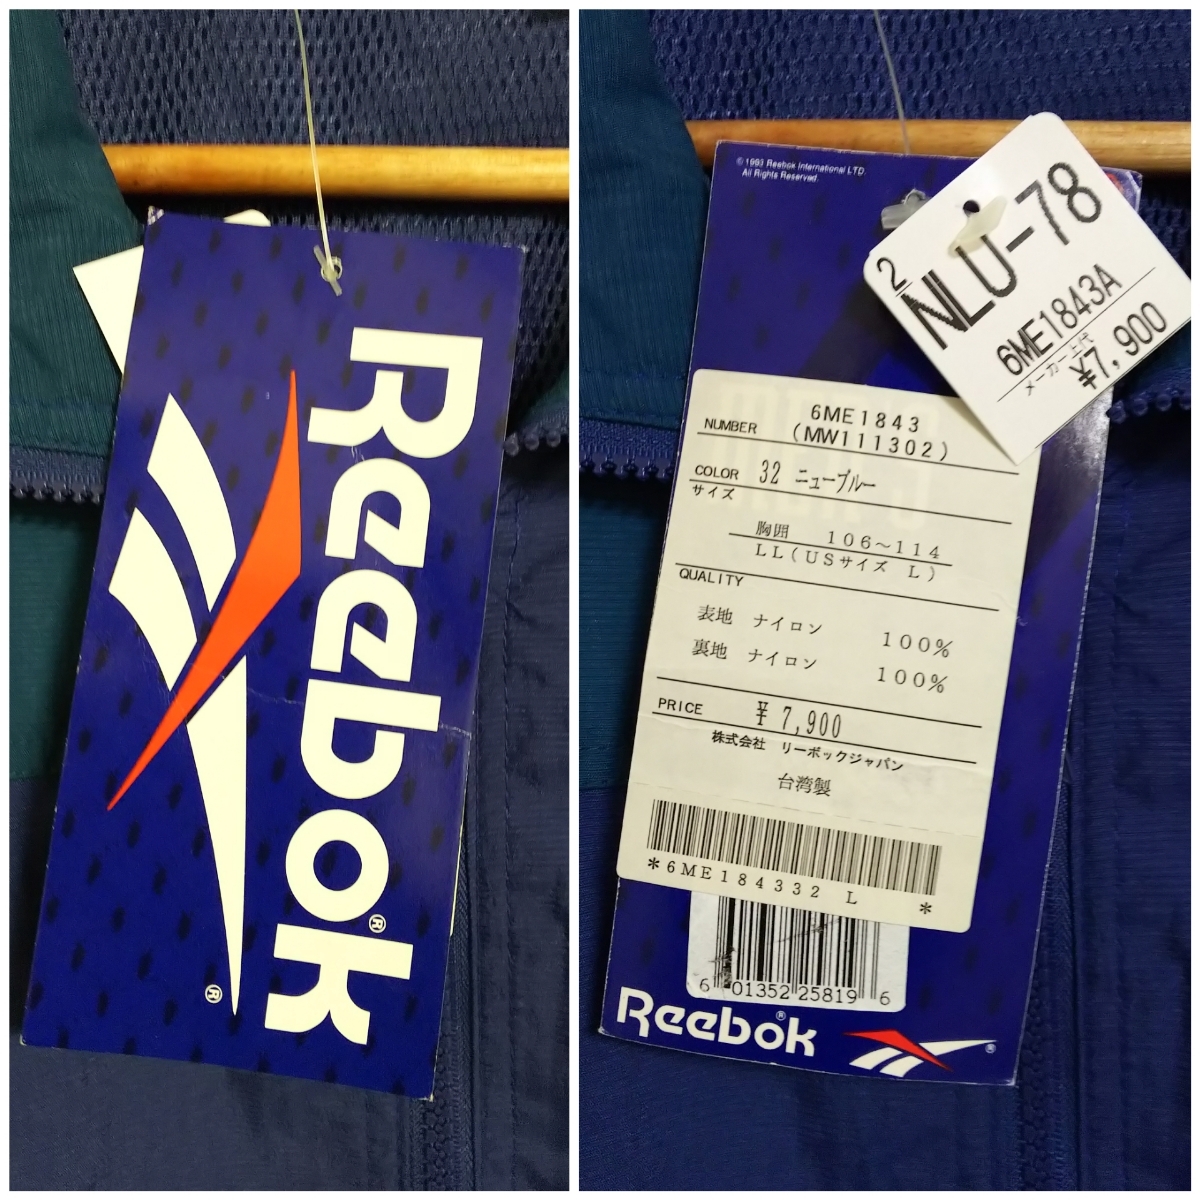 Reebok®
®
© 1993 Reebok International LTD.
All Rights Reserved.
2
NLU-78
6ME1843A
メーカー上代
¥7,900
NUMBER 6ME1843
(MW111302)
COLOR 32 ニューブルー
サイズ
胸囲 106~114
LL(USサイズ L)
QUALITY
表地 ナイロン 100%
裏地 ナイロン 100%
PRICE ¥7,900
株式会社 リーボックジャパン
台湾製
*6ME184332 L *
6 01352 25819 6
Reebok®
®